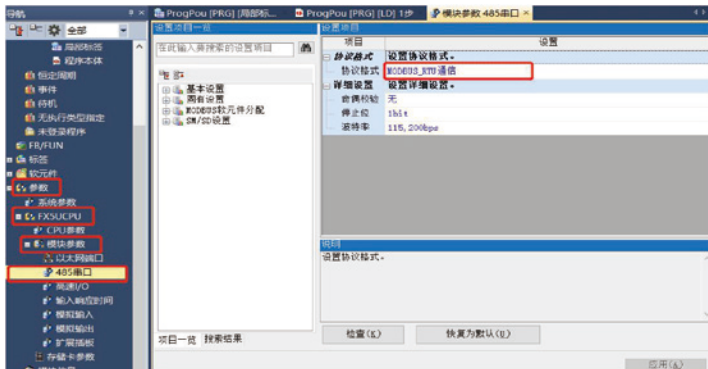 导航
ProgPou [PRG] [局部标...
ProgPou [PRG] [LD] 1步
模块参数 485串口
全部
局部标签
程序本体
恒定周期
事件
待机
无执行类型指定
未登录程序
FB/FUN
标签
软元件
参数
系统参数
FX5UCPU
CPU参数
模块参数
以太网端口
485串口
高速I/O
输入响应时间
模拟输入
模拟输出
扩展插板
存储卡参数
设置项目一览
在此输入要搜索的设置项目
基本设置
固有设置
MODBUS软元件分配
SM/SD设置
项目一览 搜索结果
设置项目
项目 设置
协议格式 设置协议格式。
协议格式 MODBUS_RTU通信
详细设置 设置详细设置。
奇偶校验 无
停止位 1bit
波特率 115,200bps
说明
设置协议格式。
检查(K)
恢复为默认(U)
应用(A)